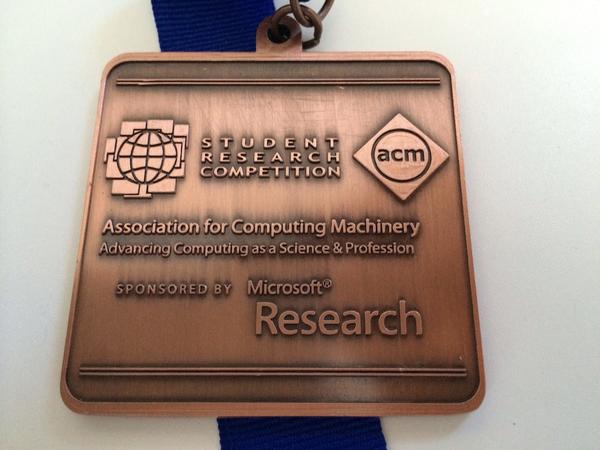 STUDENT
RESEARCH
COMPETITION
acm
Association for Computing Machinery
Advancing Computing as a Science & Profession
SPONSORED BY Microsoft®
Research